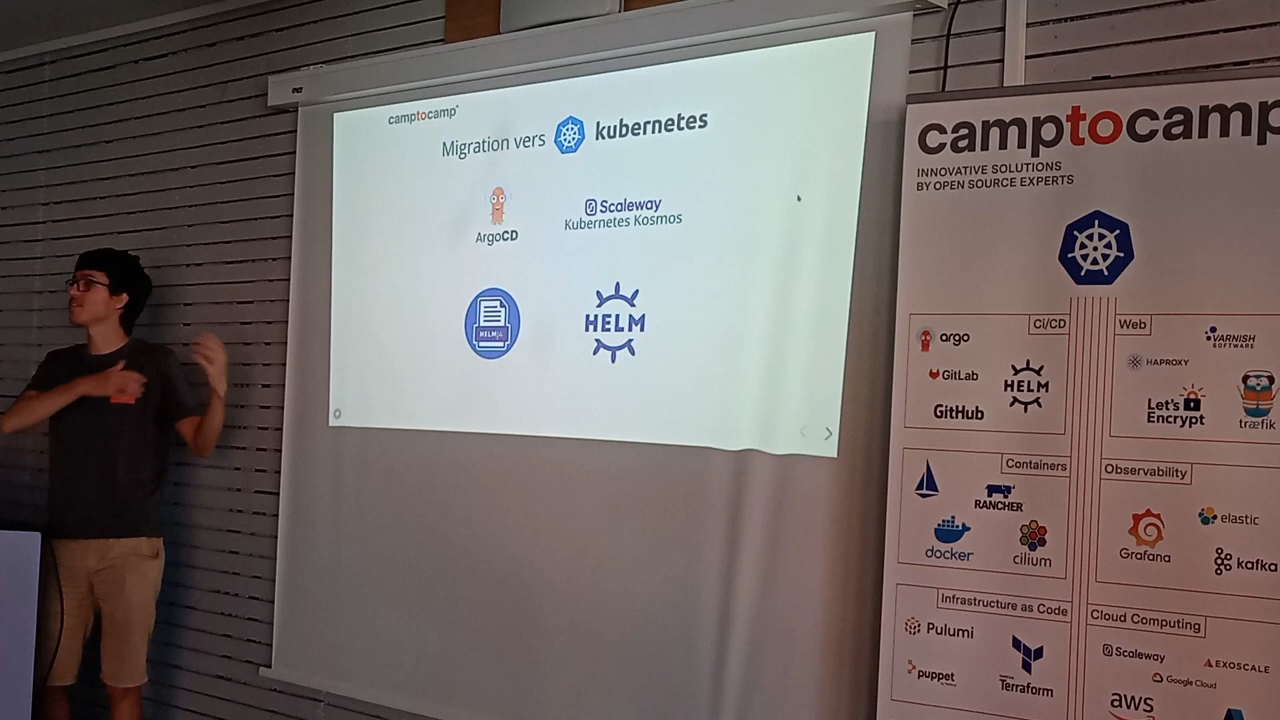 camptocamp
Migration vers kubernetes
ArgoCD
Scaleway
Kubernetes Kosmos
HELM
HELM
camptocamp
INNOVATIVE SOLUTIONS
BY OPEN SOURCE EXPERTS
Ci/CD
argo
GitLab
HELM
GitHub
Web
VARNISH
SOFTWARE
HAPROXY
Let's
Encrypt
træfik
Containers
RANCHER
docker
cilium
Observability
elastic
Grafana
kafka
Infrastructure as Code
Pulumi
puppet
Terraform
Cloud Computing
Scaleway
EXOSCALE
Google Cloud
aws